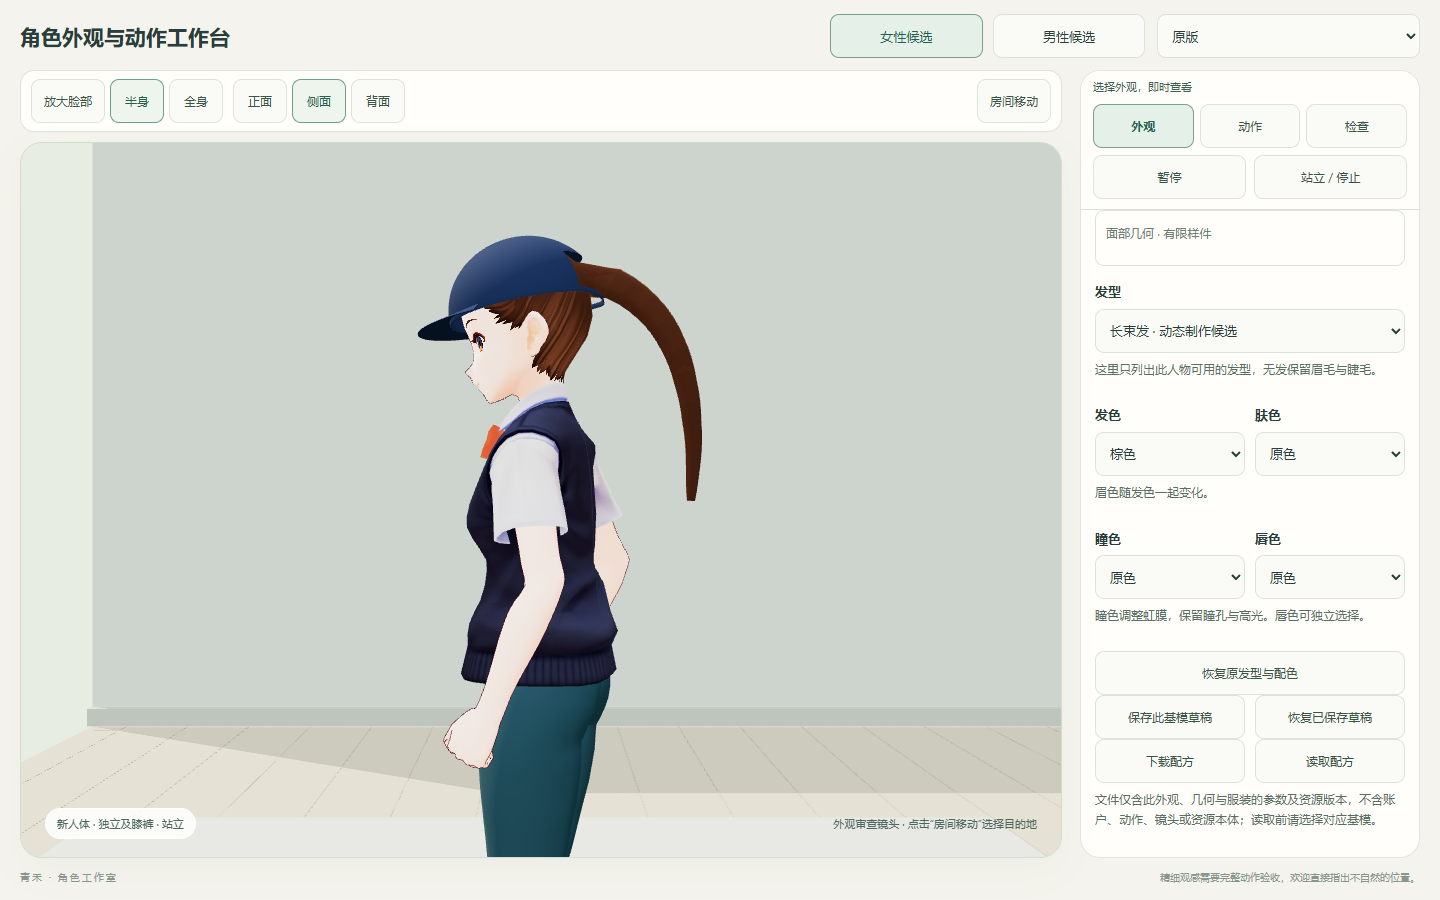 角色外观与动作工作台
女性候选
男性候选
原版
放大脸部
半身
全身
正面
侧面
背面
房间移动
选择外观，即时查看
外观
动作
检查
暂停
站立 / 停止
面部几何 · 有限样件
发型
长束发 · 动态制作候选
这里只列出此人物可用的发型，无发保留眉毛与睫毛。
发色
肤色
棕色
原色
眉色随发色一起变化。
瞳色
唇色
原色
原色
瞳色调整虹膜，保留瞳孔与高光。唇色可独立选择。
恢复原发型与配色
保存此基模草稿
恢复已保存草稿
下载配方
读取配方
文件仅含此外观、几何与服装的参数及资源版本，不含账
户、动作、镜头或资源本体；读取前请选择对应基模。
新人体 · 独立及膝裤 · 站立
外观审查镜头 · 点击“房间移动”选择目的地
青禾 · 角色工作室
精细观感需要完整动作验收，欢迎直接指出不自然的位置。